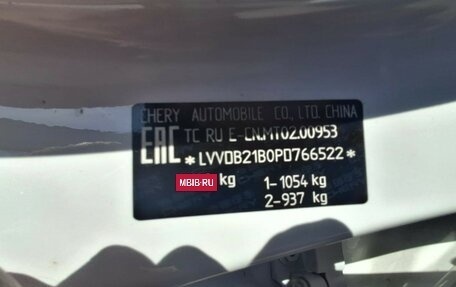 CHERY AUTOMOBILE CO., LTD. CHINA
EAC TC RU E-CN.MT02.00953
*LVVDB21B0PD766522*
MBIB.RU kg 1-1054 kg
2-937 kg